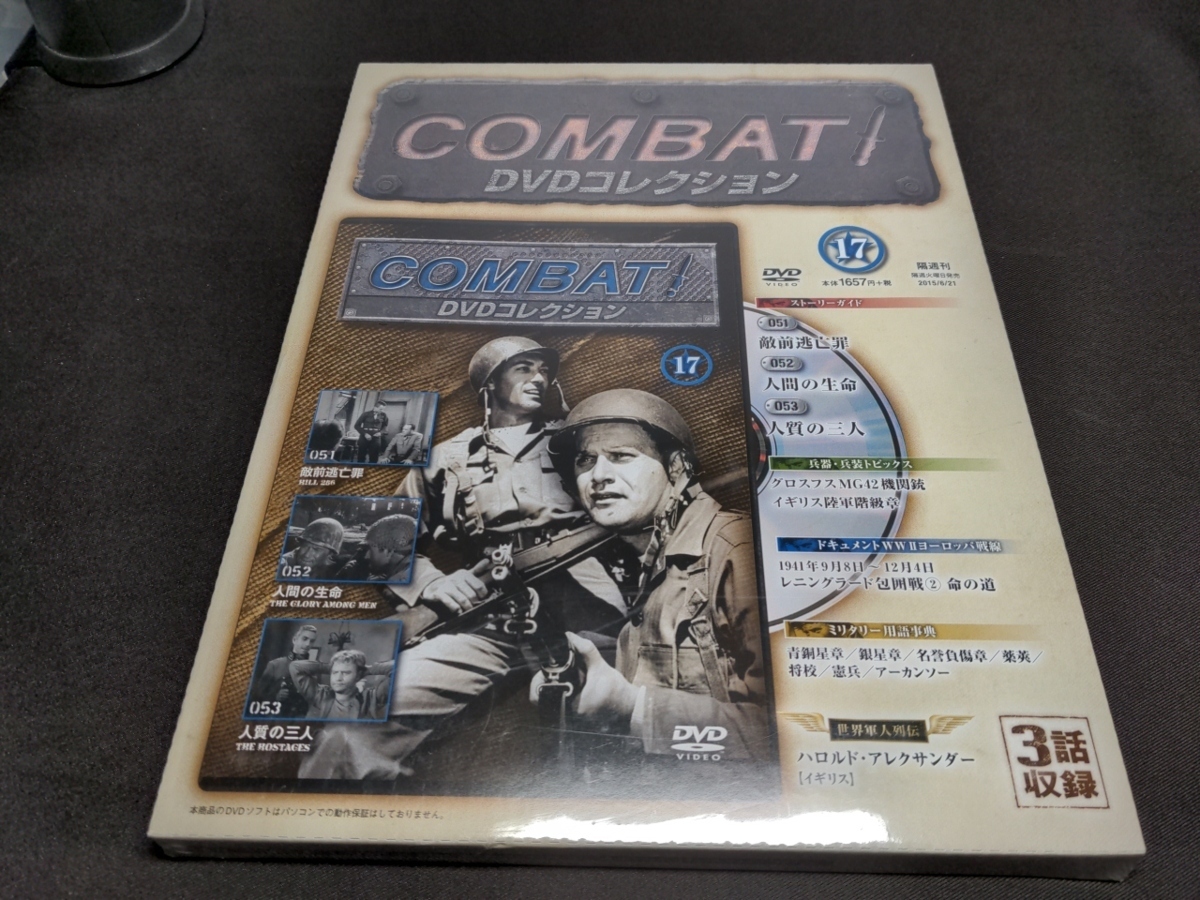 COMBAT!
DVDコレクション
COMBAT!
DVDコレクション
17
051
敵前逃亡罪
HILL 256
052
人間の生命
THE GLORY AMONG MEN
053
人質の三人
THE HOSTAGES
DVD
VIDEO
17
DVD
VIDEO
本体1657円+税
隔週刊
隔週火曜日発売
2015/6/21
ストーリーガイド
051
敵前逃亡罪
052
人間の生命
053
人質の三人
兵器・兵装トピックス
グロスフスMG42機関銃
イギリス陸軍階級章
ドキュメントWWⅡヨーロッパ戦線
1941年9月8日～12月4日
レニングラード包囲戦② 命の道
ミリタリー用語事典
青銅星章／銀星章／名誉負傷章／薬莢／
将校／憲兵／アーカンソー
世界軍人列伝
ハロルド・アレクサンダー
【イギリス】
3話
収録
本商品のDVDソフトはパソコンでの動作保証はしておりません。